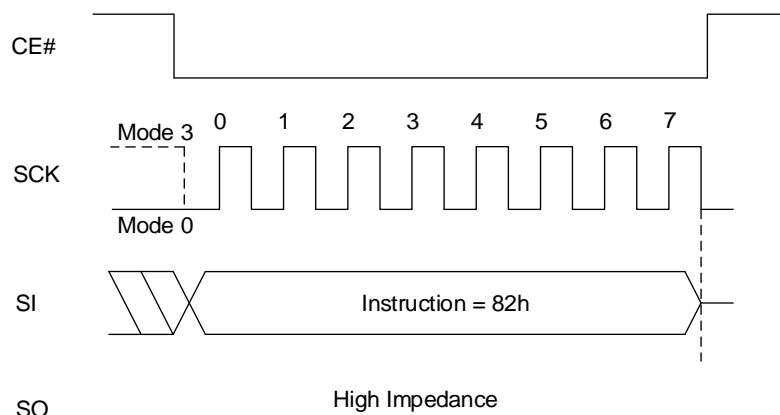 CE#
Mode 3
0 1 2 3 4 5 6 7
SCK
Mode 0
SI
Instruction = 82h
SO
High Impedance